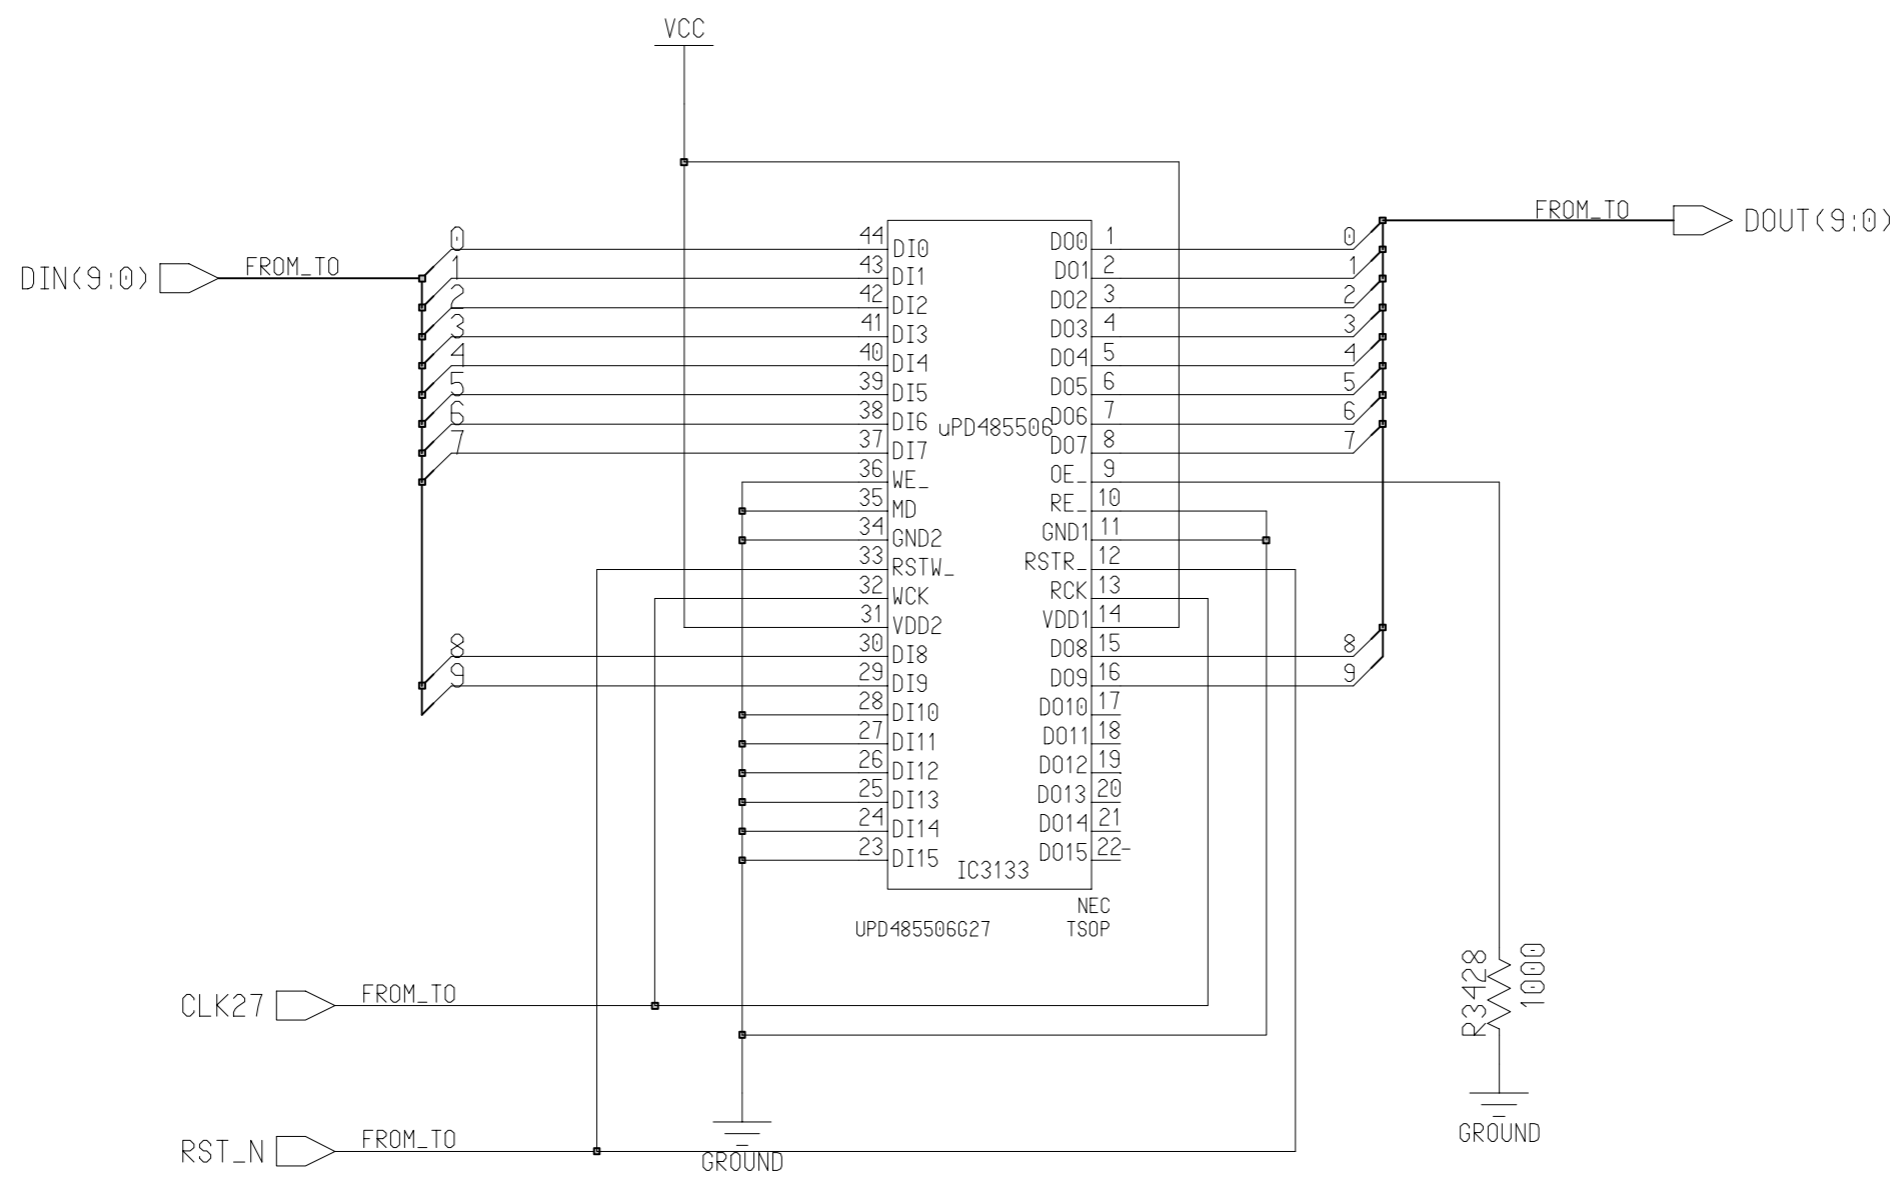 VCC
FROM_TO
DOUT(9:0)
DIN(9:0)
FROM_TO
0 44 DI0 DO0 1 0
1 43 DI1 DO1 2 1
2 42 DI2 DO2 3 2
3 41 DI3 DO3 4 3
4 40 DI4 DO4 5 4
5 39 DI5 DO5 6 5
6 38 DI6 DO6 7 6
uPD485506
7 37 DI7 DO7 8 7
36 WE_ OE_ 9
35 MD RE_ 10
34 GND2 GND1 11
33 RSTW_ RSTR_ 12
32 WCK RCK 13
31 VDD2 VDD1 14
8 30 DI8 DO8 15 8
9 29 DI9 DO9 16 9
28 DI10 DO10 17
27 DI11 DO11 18
26 DI12 DO12 19
25 DI13 DO13 20
24 DI14 DO14 21
23 DI15 DO15 22-
IC3133
NEC
UPD485506G27 TSOP
R3428
1000
CLK27 FROM_TO
RST_N FROM_TO
GROUND
GROUND